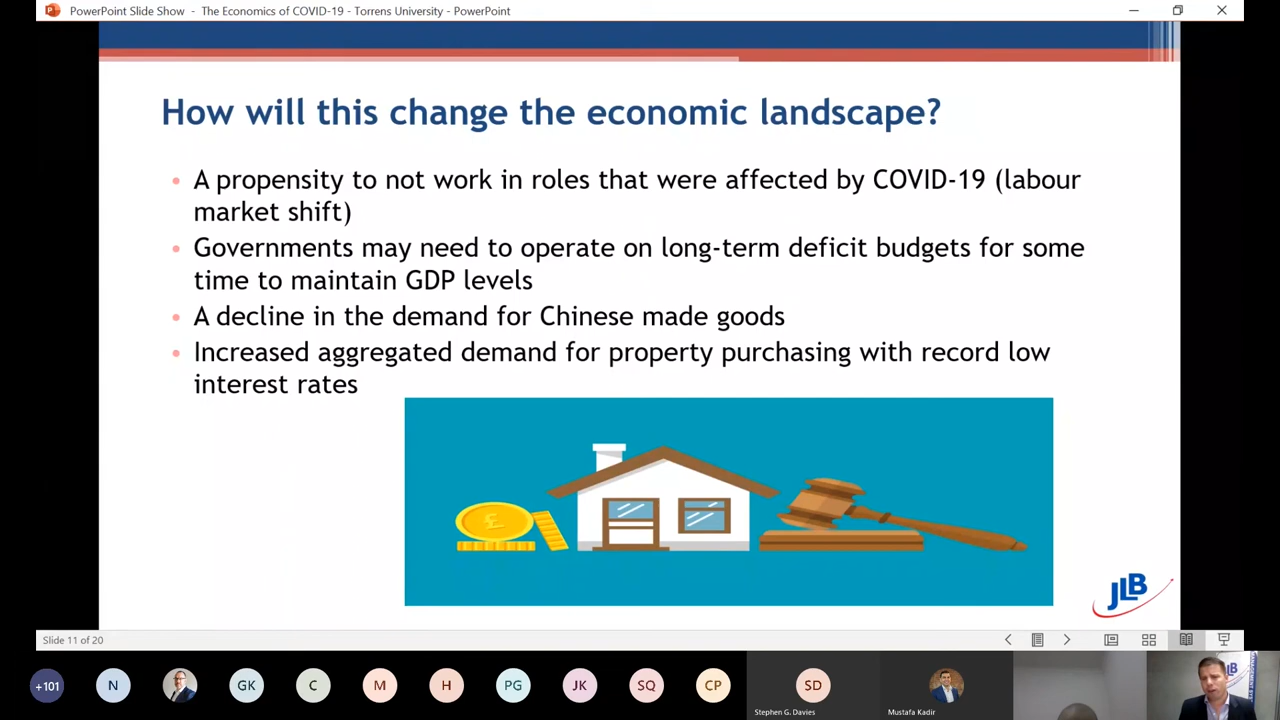 PowerPoint Slide Show - The Economics of COVID-19 - Torrens University - PowerPoint
How will this change the economic landscape?
A propensity to not work in roles that were affected by COVID-19 (labour
market shift)
Governments may need to operate on long-term deficit budgets for some
time to maintain GDP levels
A decline in the demand for Chinese made goods
Increased aggregated demand for property purchasing with record low
interest rates
£
JLB
Slide 11 of 20
+101
N
GK
C
M
H
PG
JK
SQ
CP
SD
Stephen G. Davies
Mustafa Kadir